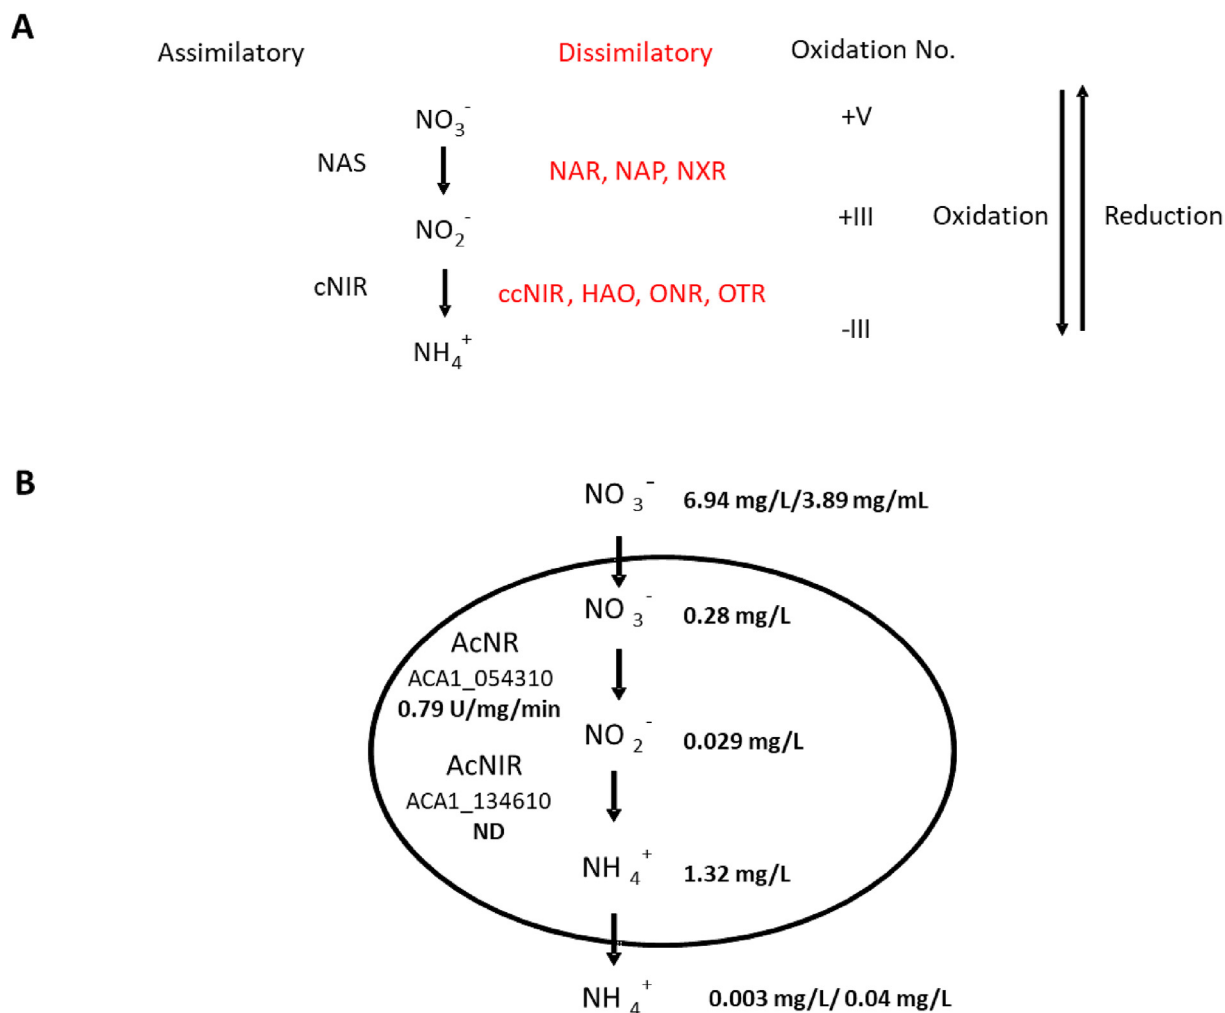 A
Assimilatory Dissimilatory Oxidation No.
NO₃⁻ +V
NAS NAR, NAP, NXR
NO₂⁻ +III Oxidation Reduction
cNIR ccNIR, HAO, ONR, OTR
-III
NH₄⁺
B
NO₃⁻ 6.94 mg/L/3.89 mg/mL
NO₃⁻ 0.28 mg/L
AcNR
ACA1_054310
0.79 U/mg/min
NO₂⁻ 0.029 mg/L
AcNIR
ACA1_134610
ND
NH₄⁺ 1.32 mg/L
NH₄⁺ 0.003 mg/L/ 0.04 mg/L